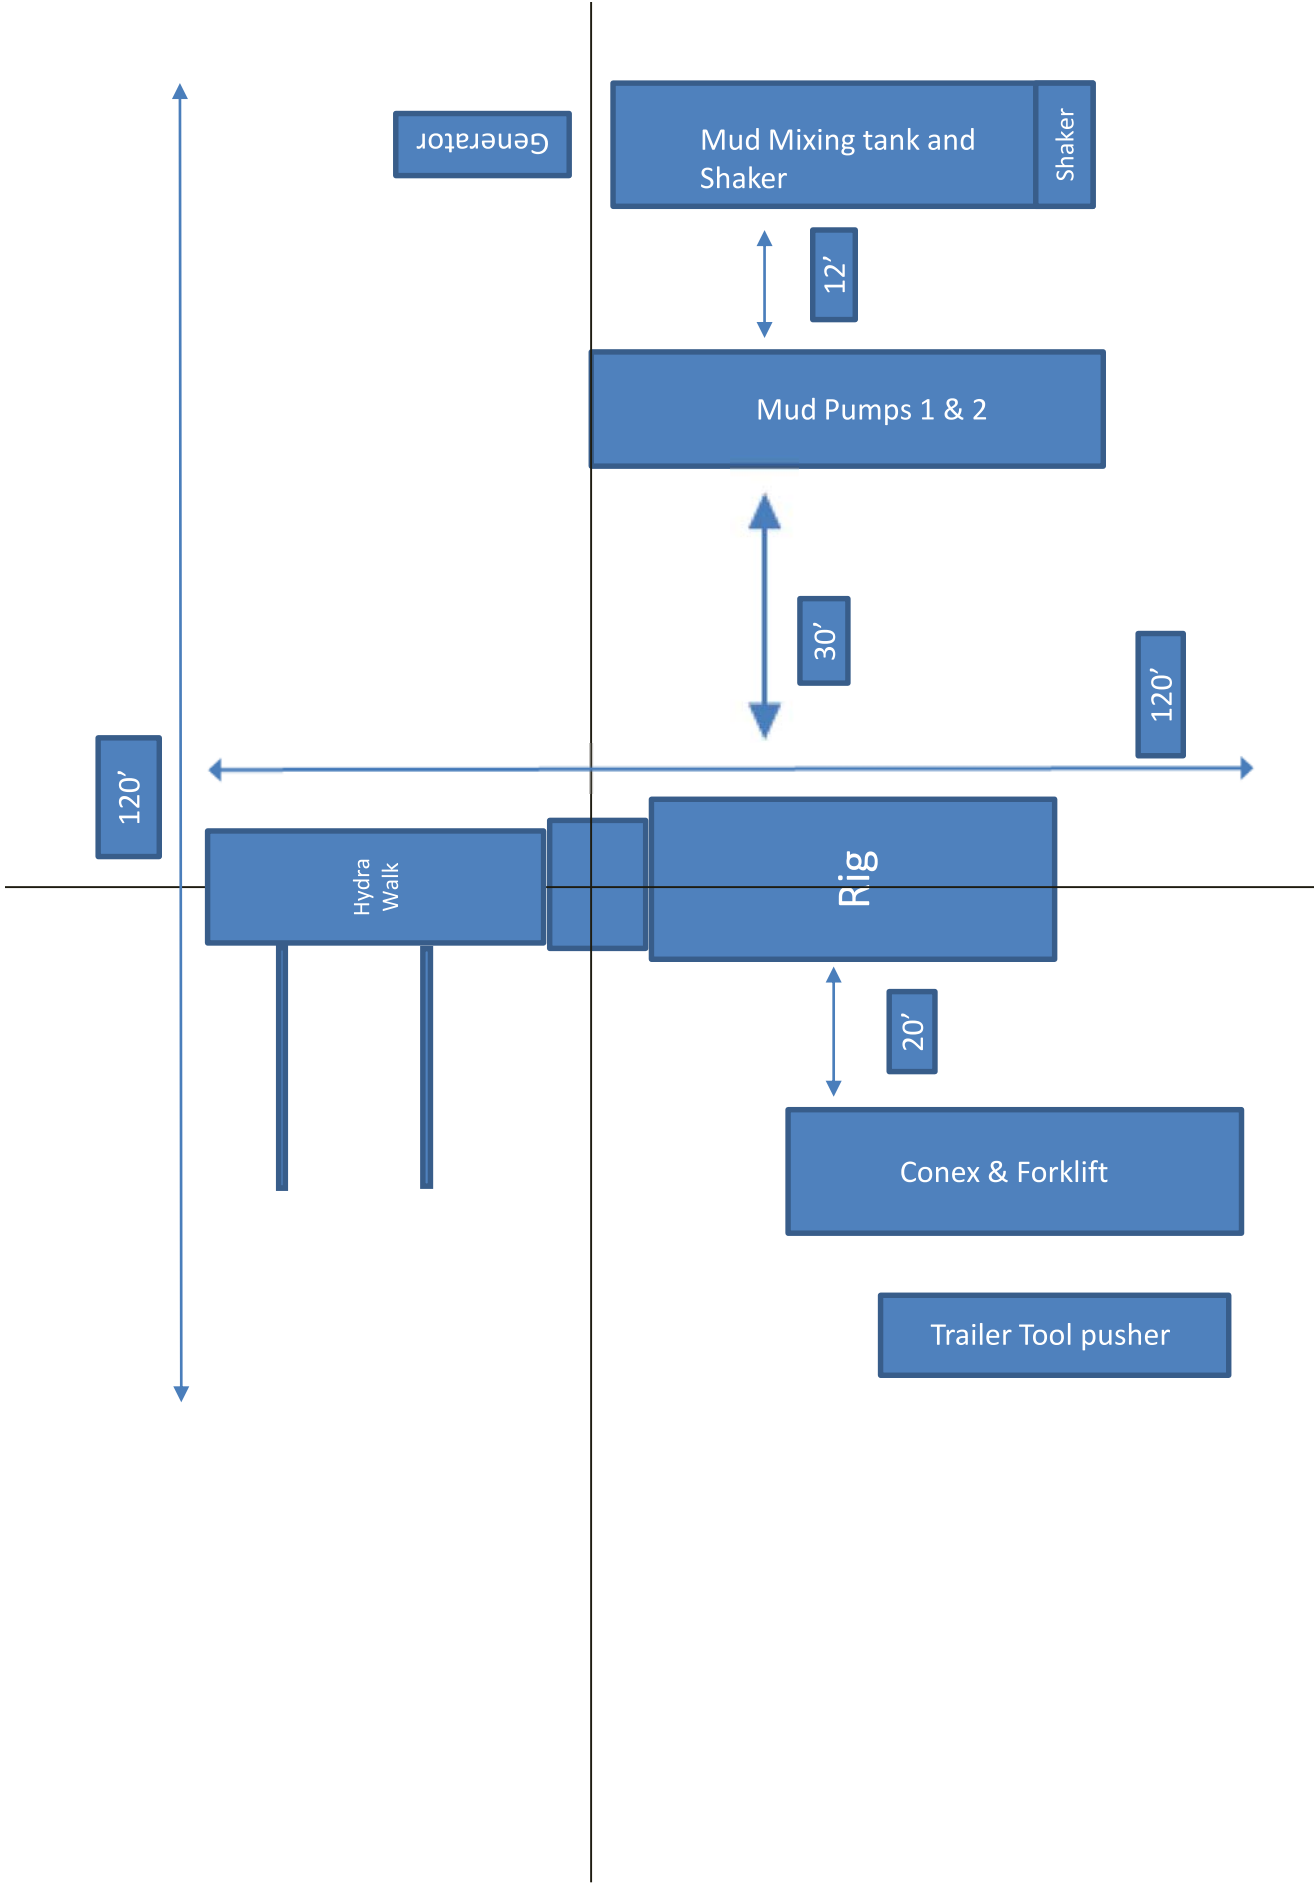 Generator
Mud Mixing tank and
Shaker
Shaker
12'
Mud Pumps 1 & 2
30'
120'
120'
Hydra
Walk
Rig
20'
Conex & Forklift
Trailer Tool pusher